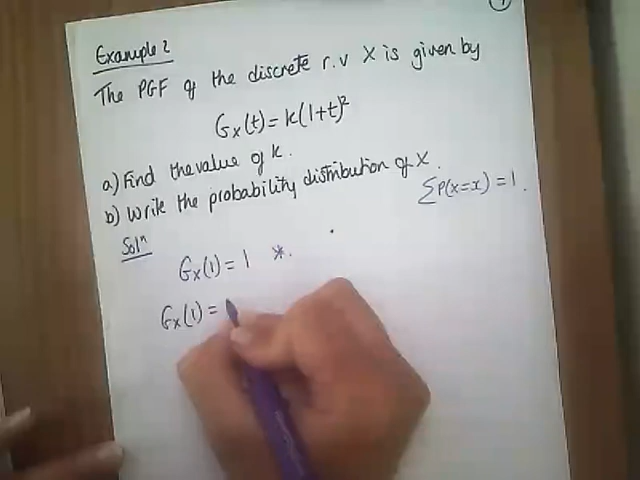 Example 2
The PGF of the discrete r.v X is given by
Gx(t) = k(1+t)²
a) Find the value of k.
b) Write the probability distribution of X.
∑P(X=x) = 1.
Solⁿ
Gx(1) = 1 *.
Gx(1) =